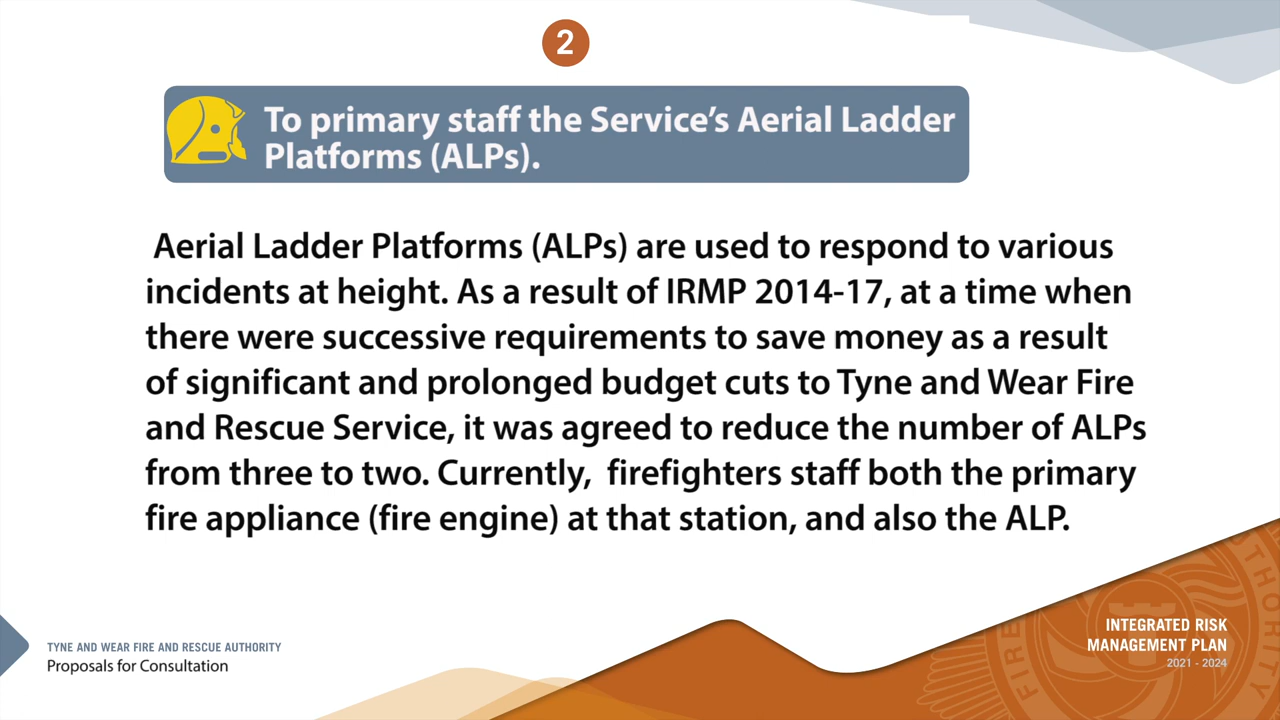 2
To primary staff the Service's Aerial Ladder
Platforms (ALPs).
Aerial Ladder Platforms (ALPs) are used to respond to various
incidents at height. As a result of IRMP 2014-17, at a time when
there were successive requirements to save money as a result
of significant and prolonged budget cuts to Tyne and Wear Fire
and Rescue Service, it was agreed to reduce the number of ALPs
from three to two. Currently,  firefighters staff both the primary
fire appliance (fire engine) at that station, and also the ALP.
TYNE AND WEAR FIRE AND RESCUE AUTHORITY
Proposals for Consultation
INTEGRATED RISK
MANAGEMENT PLAN
2021 - 2024